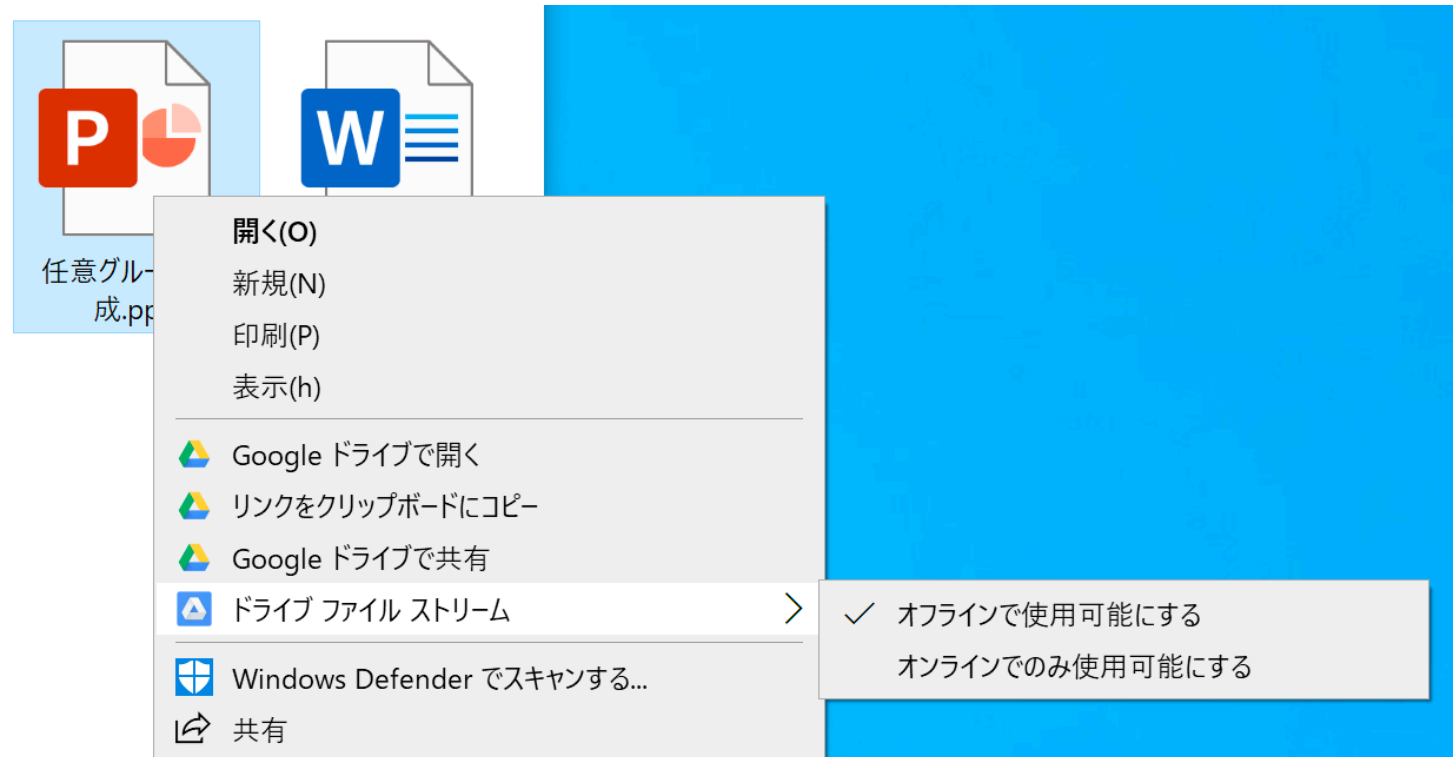 P
W
任意グルー
成.pp
開く(O)
新規(N)
印刷(P)
表示(h)
Google ドライブで開く
リンクをクリップボードにコピー
Google ドライブで共有
ドライブ ファイル ストリーム
オフラインで使用可能にする
オンラインでのみ使用可能にする
Windows Defender でスキャンする...
共有